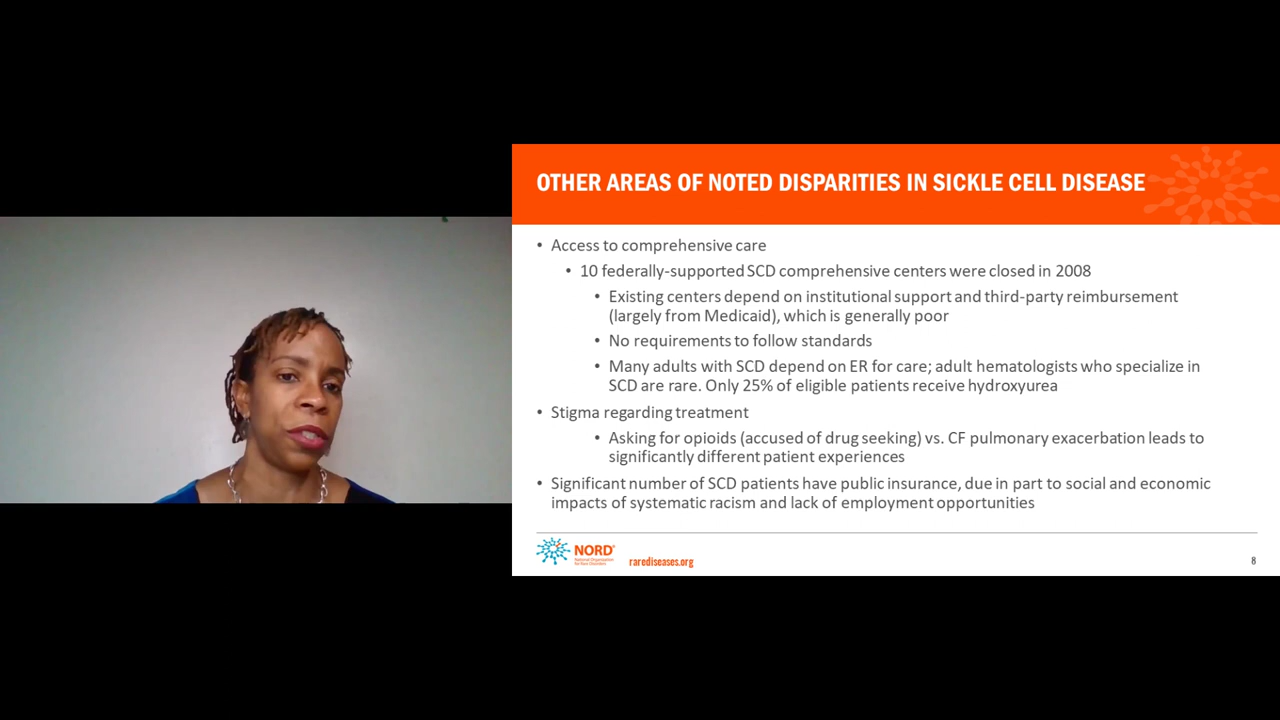 OTHER AREAS OF NOTED DISPARITIES IN SICKLE CELL DISEASE
• Access to comprehensive care
• 10 federally-supported SCD comprehensive centers were closed in 2008
• Existing centers depend on institutional support and third-party reimbursement
(largely from Medicaid), which is generally poor
• No requirements to follow standards
• Many adults with SCD depend on ER for care; adult hematologists who specialize in
SCD are rare. Only 25% of eligible patients receive hydroxyurea
• Stigma regarding treatment
• Asking for opioids (accused of drug seeking) vs. CF pulmonary exacerbation leads to
significantly different patient experiences
• Significant number of SCD patients have public insurance, due in part to social and economic
impacts of systematic racism and lack of employment opportunities
NORD®
National Organization
for Rare Disorders
rarediseases.org
8